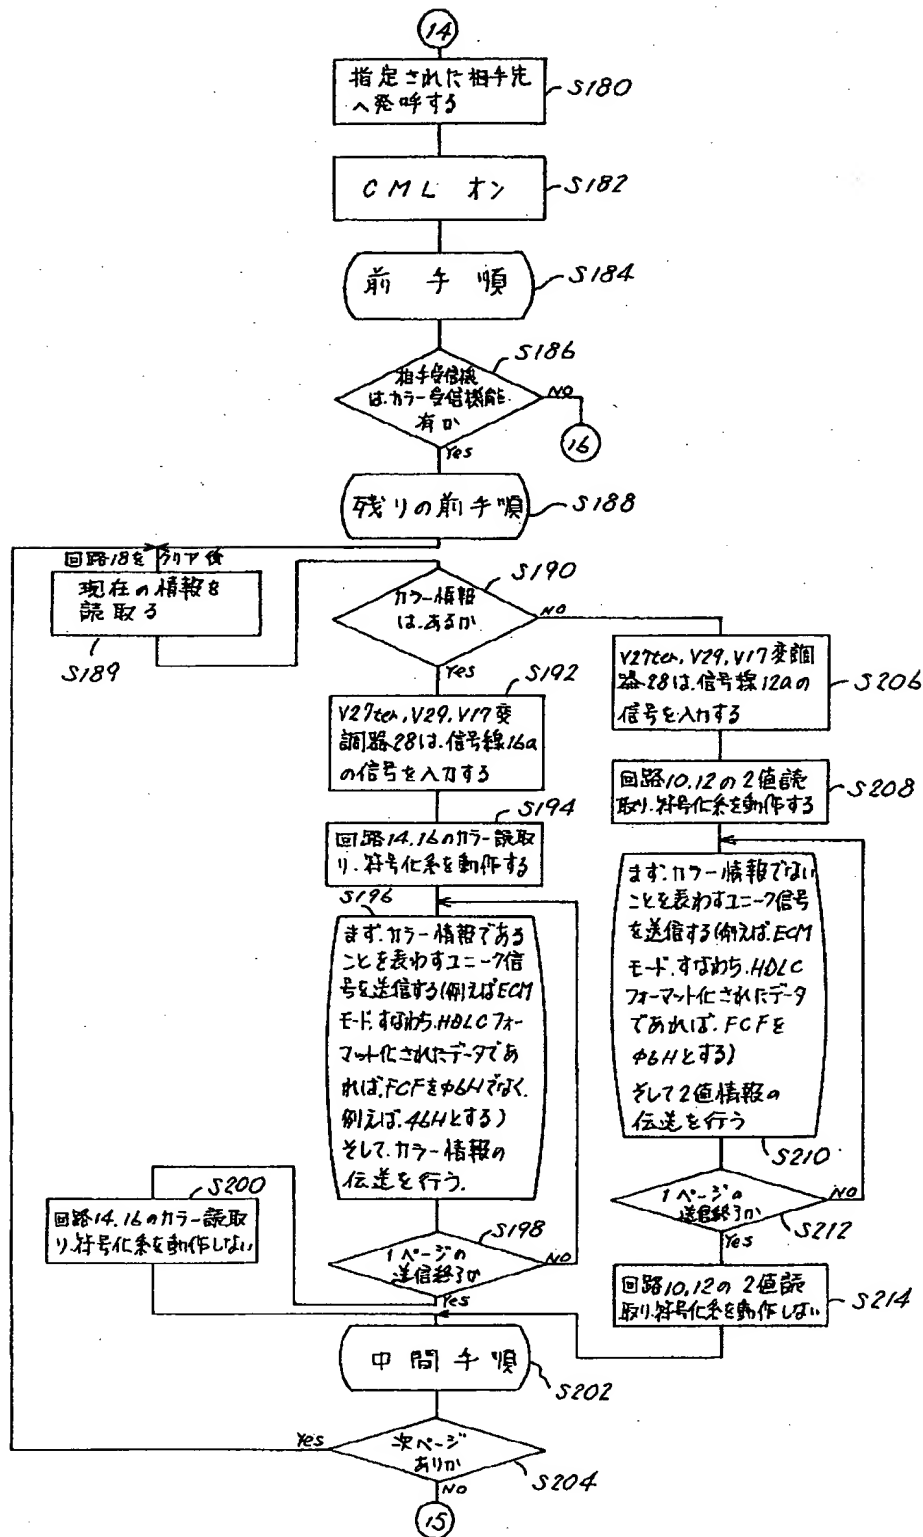 14
指定された相手先
へ発呼する
S180
CML オン
S182
前手順
S184
S186
相手受信機
は、カラー受信機能
有か
NO
16
Yes
残りの前手順
S188
回路18をクリア後
現在の情報を
読取る
S189
S190
カラー情報
は、あるか
NO
Yes
S192
V27ter, V29, V17変
調路28は、信号線16a
の信号を入力する
V27ter, V29, V17変調
路28は、信号線12aの
信号を入力する
S206
S194
回路14,16のカラー読取
り、符号化系を動作する
回路10,12の2値読
取り、符号化系を動作する
S208
S196
まず、カラー情報である
ことを表わすユニーク信
号を送信する(例えばECM
モード、すなわち、HDLCフォ
ーマット化されたデータであ
れば、FCFをφ6Hでなく、
例えば、46Hとする)
そして、カラー情報の
伝送を行う.
まず、カラー情報でない
ことを表わすユニーク信号
を送信する(例えば、ECM
モード、すなわち、HDLC
フォーマット化されたデータ
であれば、FCFを
φ6Hとする)
そして2値情報の
伝送を行う
S210
S200
回路14,16のカラー読取
り、符号化系を動作しない
S198
1ページの
送信終了か
NO
Yes
1ページの
送信終了か
NO
S212
Yes
回路10,12の2値読
取り、符号化系を動作しない
S214
中間手順
S202
Yes
次ページ
ありか
S204
NO
15